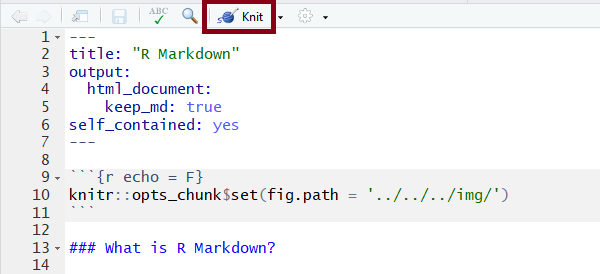 ABC
Knit
1 ---
2 title: "R Markdown"
3 output:
4   html_document:
5     keep_md: true
6 self_contained: yes
7 ---
8
9 ```{r echo = F}
10 knitr::opts_chunk$set(fig.path = '../../../img/')
11 ```
12
13 ### What is R Markdown?
14